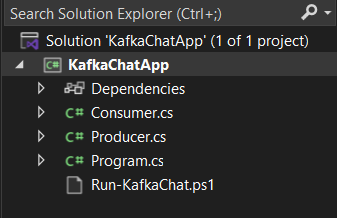 Search Solution Explorer (Ctrl+;)
Solution 'KafkaChatApp' (1 of 1 project)
C# KafkaChatApp
Dependencies
C# Consumer.cs
C# Producer.cs
C# Program.cs
Run-KafkaChat.ps1